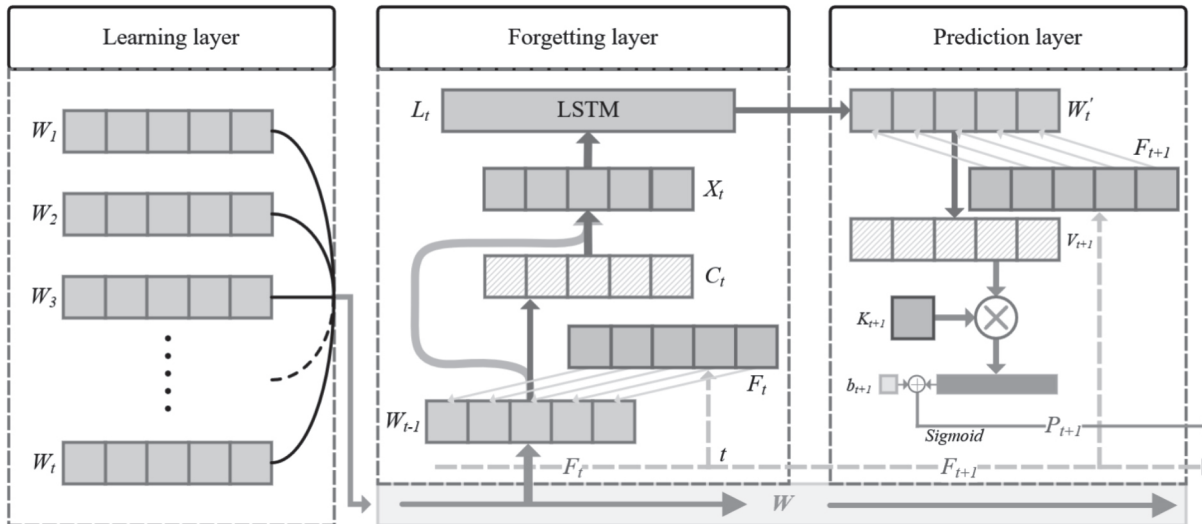 Learning layer
W1
W2
W3
Wt
Forgetting layer
Lt
LSTM
Xt
Ct
Ft
Wt-1
Ft
t
W
Prediction layer
Wt'
Ft+1
Vt+1
Kt+1
bt+1
Sigmoid
Pt+1
Ft+1